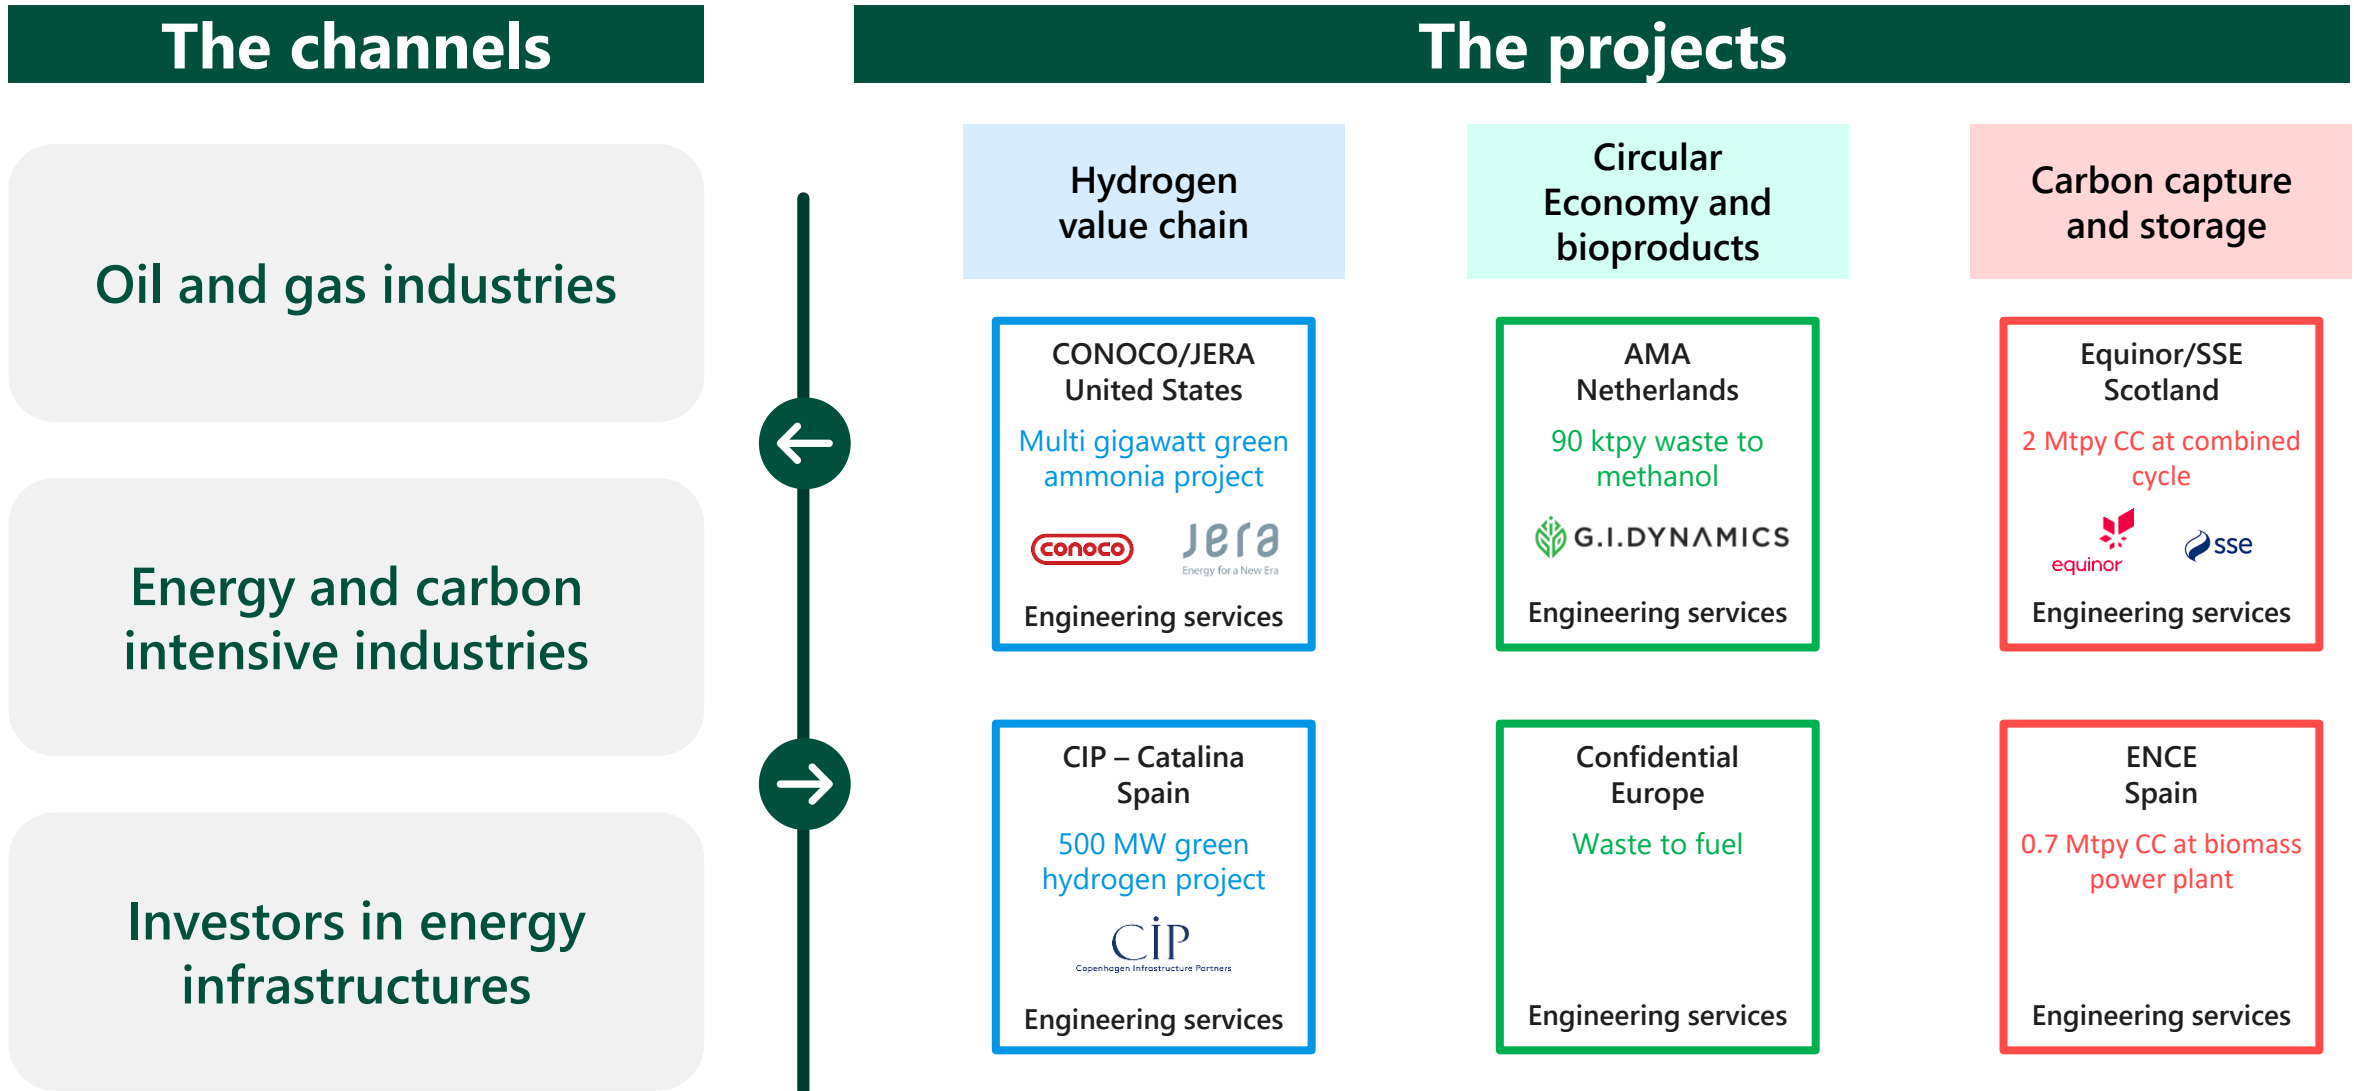 The channels
Oil and gas industries
Energy and carbon
intensive industries
Investors in energy
infrastructures
The projects
Hydrogen
value chain
CONOCO/JERA
United States
Multi gigawatt green
ammonia project
conoco
Jera
Energy for a New Era
Engineering services
CIP – Catalina
Spain
500 MW green
hydrogen project
CIP
Copenhagen Infrastructure Partners
Engineering services
Circular
Economy and
bioproducts
AMA
Netherlands
90 ktpy waste to
methanol
G.I.DYNAMICS
Engineering services
Confidential
Europe
Waste to fuel
Engineering services
Carbon capture
and storage
Equinor/SSE
Scotland
2 Mtpy CC at combined
cycle
equinor
sse
Engineering services
ENCE
Spain
0.7 Mtpy CC at biomass
power plant
Engineering services